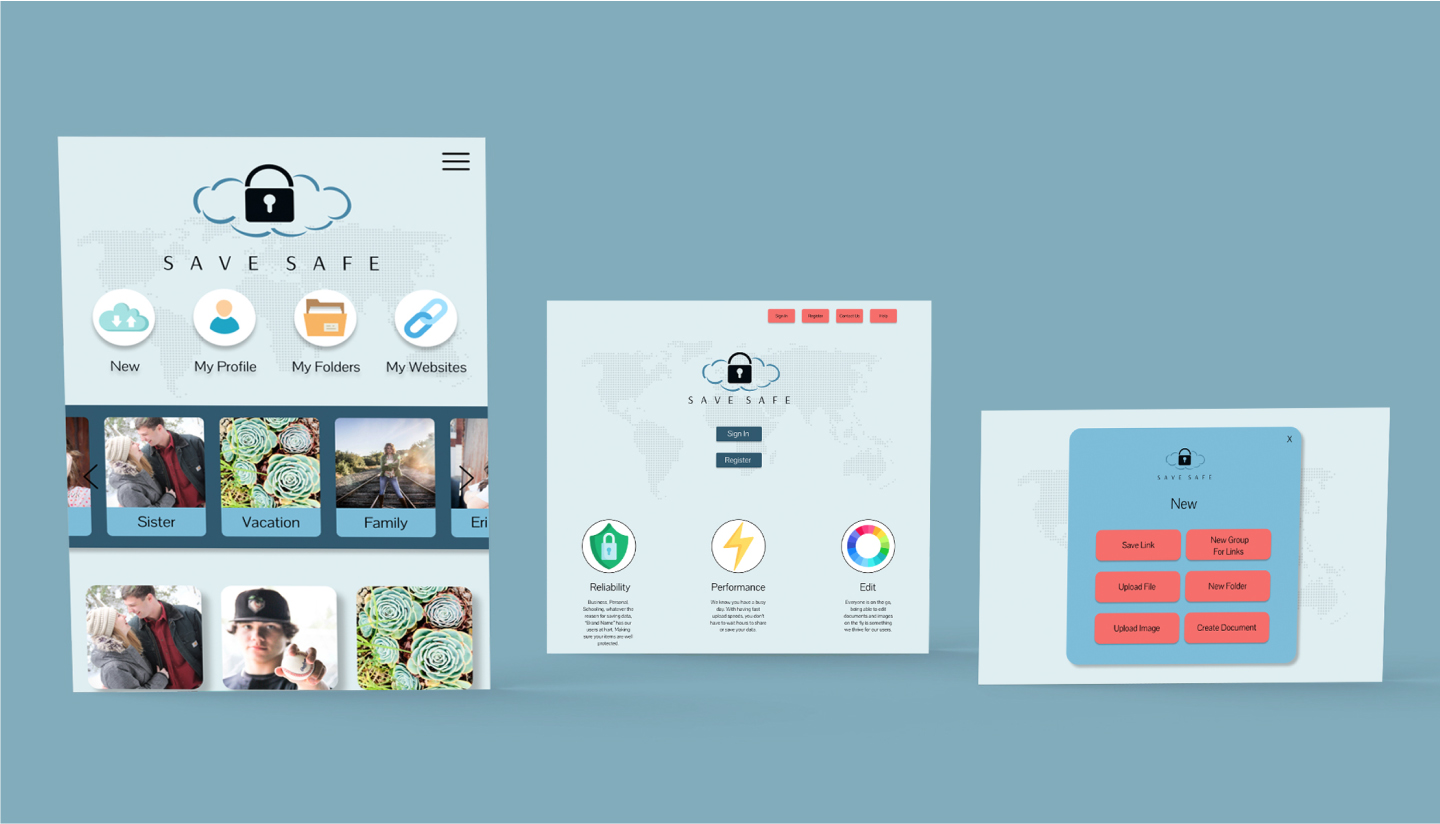 SAVE SAFE
New
My Profile
My Folders
My Websites
Sister
Vacation
Family
Eri
Sign In
Register
Contact Us
SAVE SAFE
Sign In
Register
Reliability
Business, Personal
Schooling, whatever the
reason for saving data,
"Brand Name" has our
users at hart. Making
sure your items are well
protected.
Performance
We know you have a busy
day. With having fast
upload speeds, you don't
have to wait hours to share
or save your data.
Edit
Everyone is on the go,
being able to edit
documents and images
on the fly is something
we thrive for our users.
X
SAVE SAFE
New
Save Link
New Group
For Links
Upload File
New Folder
Upload Image
Create Document